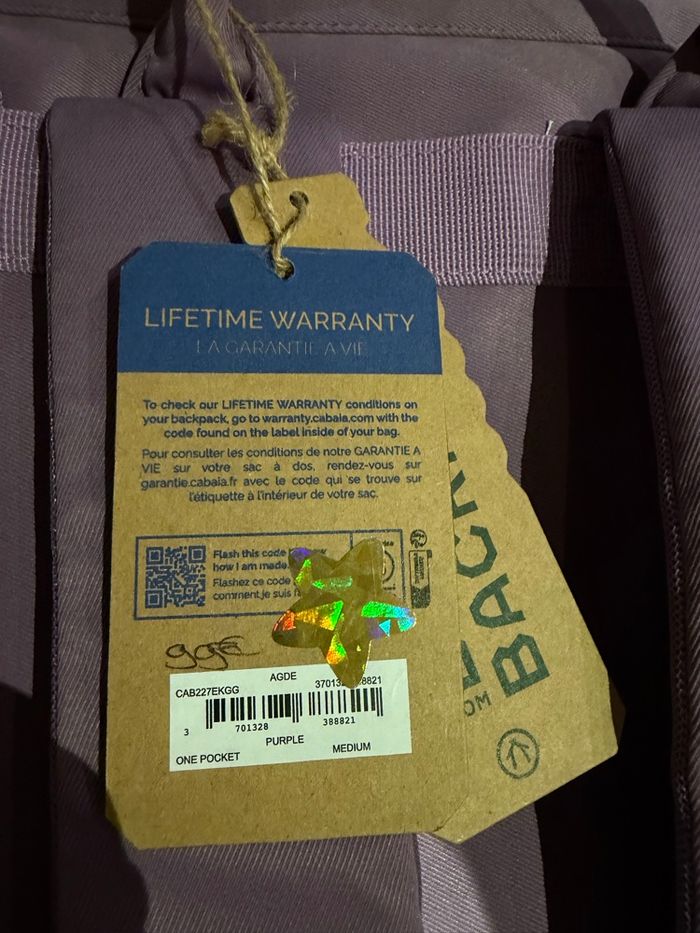 LIFETIME WARRANTY
LA GARANTIE A VIE
To check our LIFETIME WARRANTY conditions on
your backpack, go to warranty.cabaia.com with the
code found on the label inside of your bag.
Pour consulter les conditions de notre GARANTIE A
VIE sur votre sac à dos, rendez-vous sur
garantie.cabaia.fr avec le code qui se trouve sur
l'étiquette à l'intérieur de votre sac.
Flash this code
how I am made.
Flashez ce code
comment je suis
AGDE
CAB227EKGG
8821
3 701328 388821
PURPLE
ONE POCKET
MEDIUM
BACK